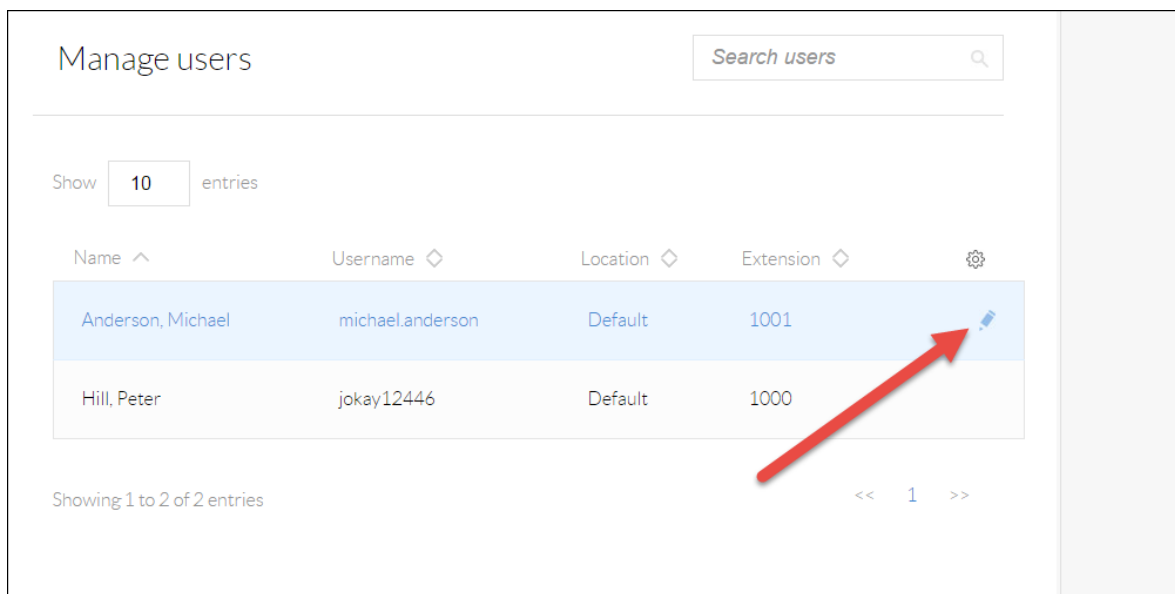 Manage users
Search users
Show 10 entries
Name Username Location Extension
Anderson, Michael michael.anderson Default 1001
Hill, Peter jokay12446 Default 1000
Showing 1 to 2 of 2 entries
<< 1 >>